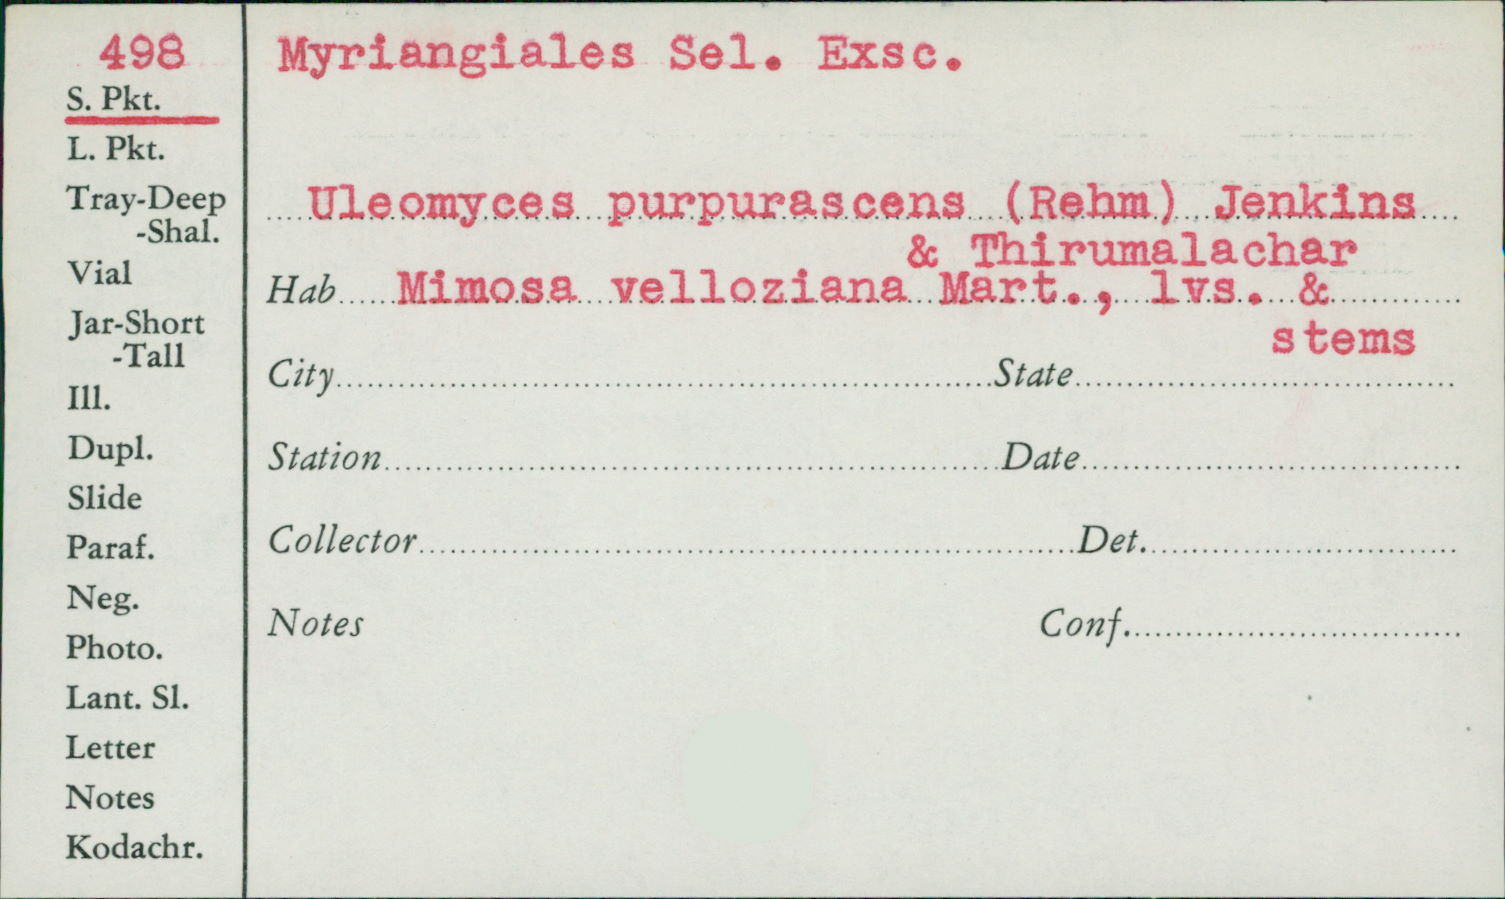 498
S. Pkt.
L. Pkt.
Tray-Deep
-Shal.
Vial
Jar-Short
-Tall
Ill.
Dupl.
Slide
Paraf.
Neg.
Photo.
Lant. Sl.
Letter
Notes
Kodachr.
Myriangiales Sel. Exsc.
Uleomyces purpurascens (Rehm) Jenkins
& Thirumalachar
Hab Mimosa velloziana Mart., lvs. &
stems
City State
Station Date
Collector Det.
Notes Conf.